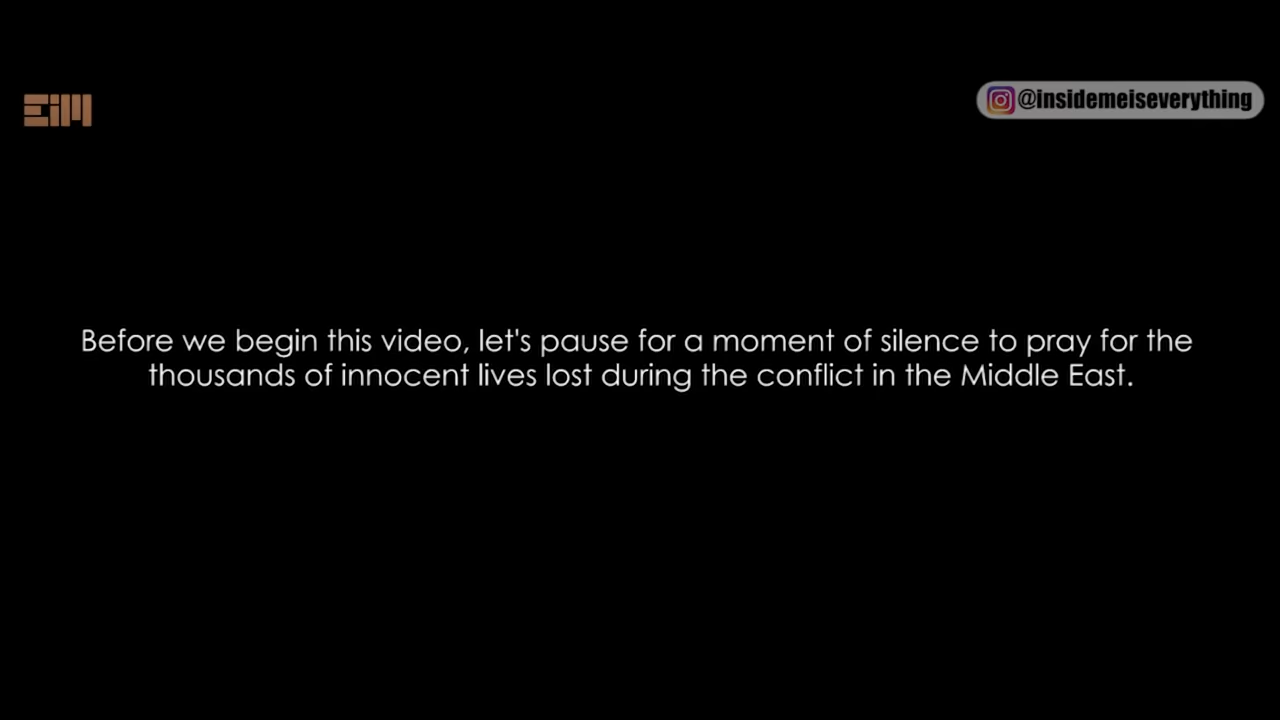 EiM
@insidemeiseverything
Before we begin this video, let's pause for a moment of silence to pray for the
thousands of innocent lives lost during the conflict in the Middle East.